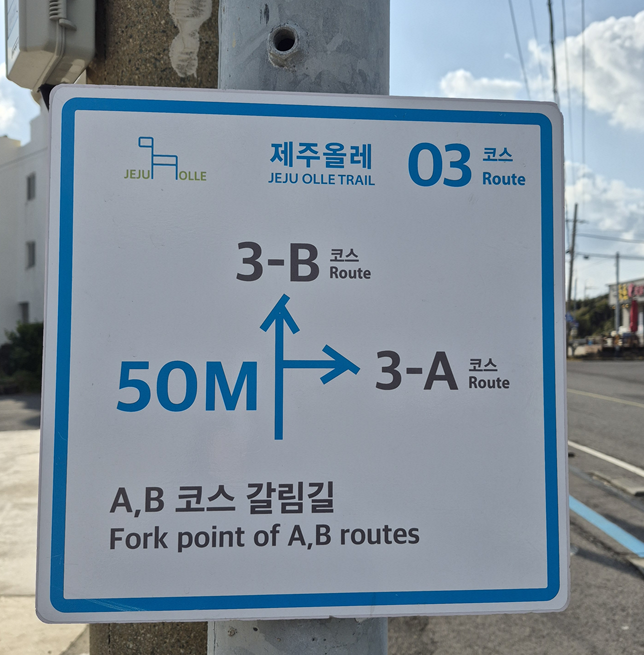 JEJU OLLE
제주올레
JEJU OLLE TRAIL
03 코스
Route
3-B 코스
Route
50M
3-A 코스
Route
A,B 코스 갈림길
Fork point of A,B routes